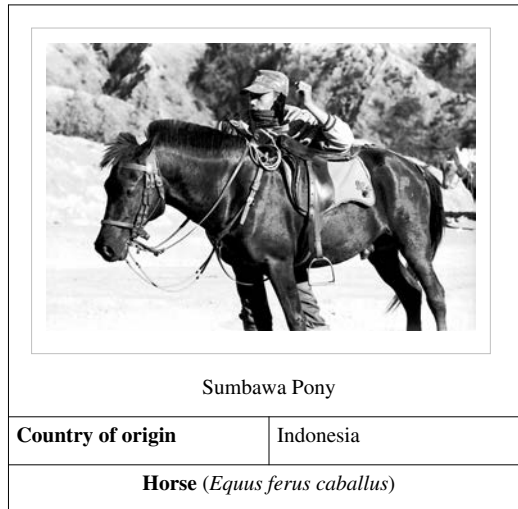 Sumbawa Pony
Country of origin Indonesia
Horse (Equus ferus caballus)